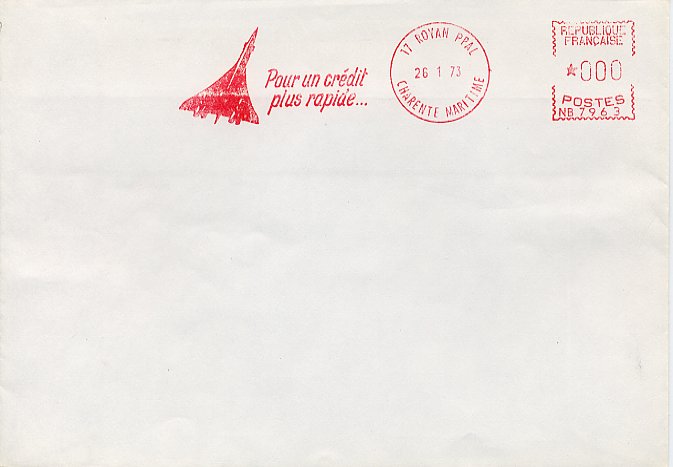 Pour un crédit
plus rapide...
17 ROYAN PPAL
26 1 73
CHARENTE MARITIME
REPUBLIQUE
FRANÇAISE
*000
POSTES
NB 7963